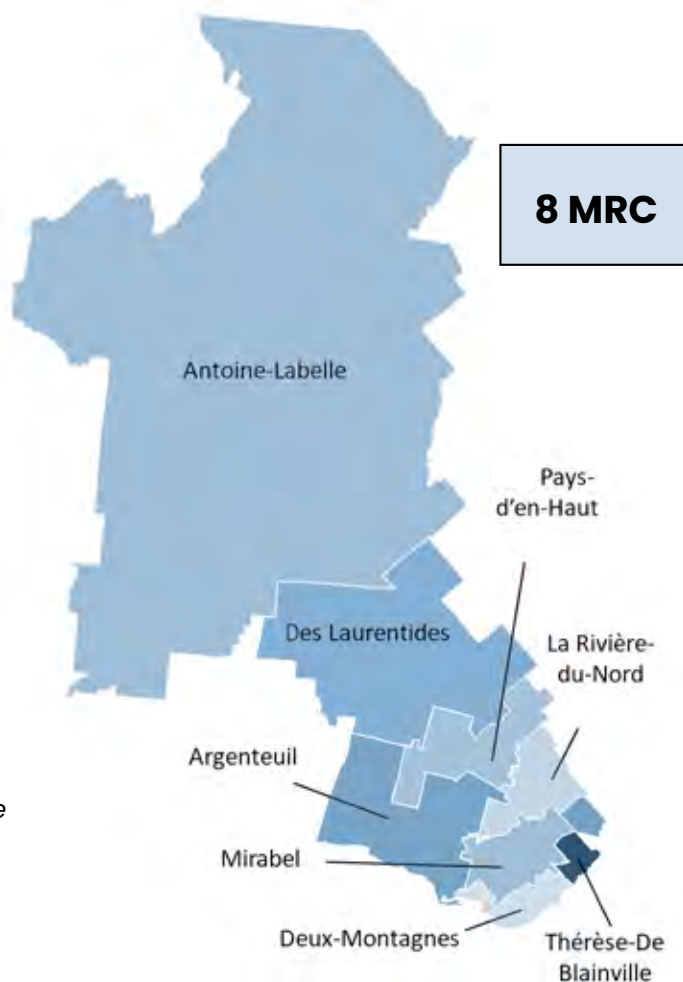 8 MRC
Antoine-Labelle
Pays-
d'en-Haut
Des Laurentides
La Rivière-
du-Nord
Argenteuil
e
Mirabel
Deux-Montagnes
Thérèse-De
Blainville